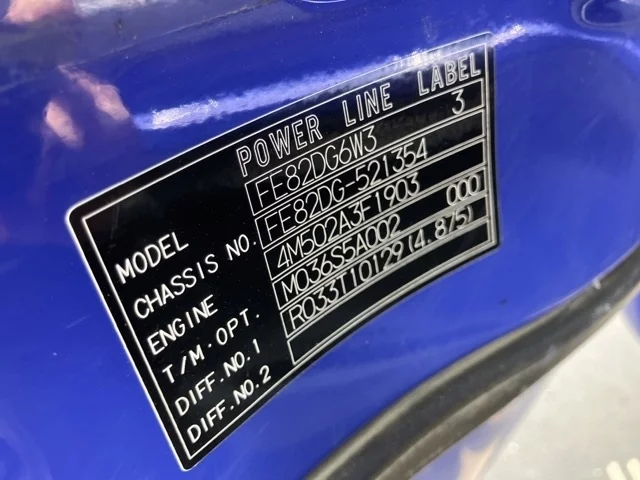 POWER LINE LABEL
MODEL FE82DG6W3 3
CHASSIS NO. FE82DG-521354
ENGINE 4M502A3F1903
T/M.OPT. M036S5A002 000
DIFF.NO.1 R033T10129(4.875)
DIFF.NO.2